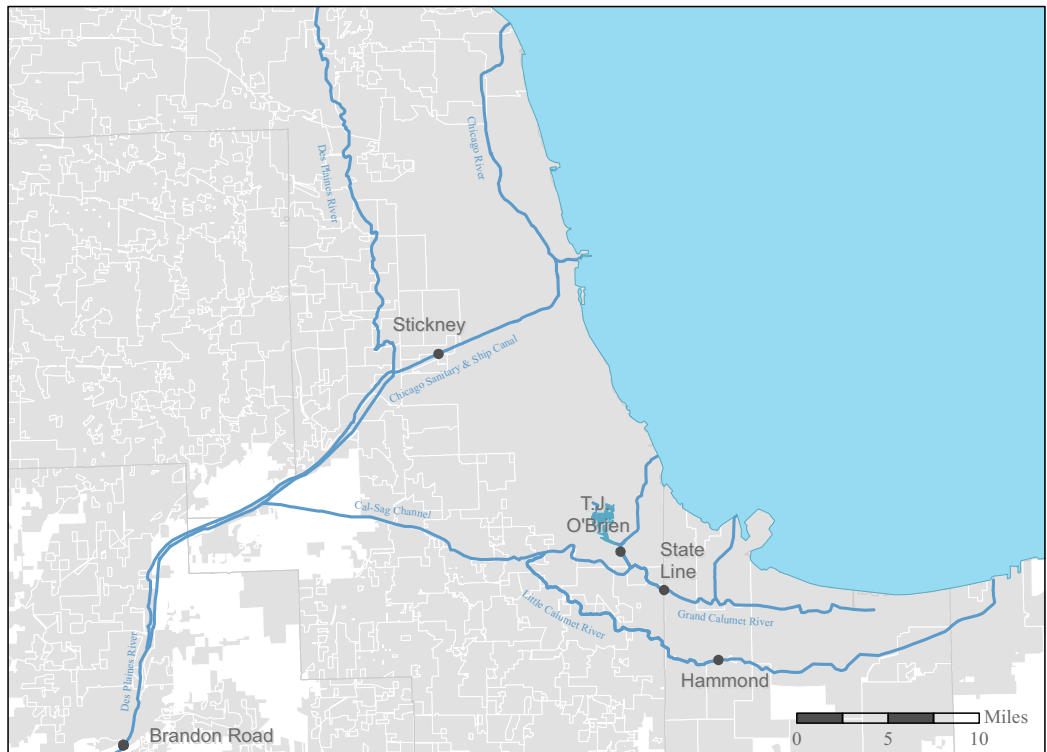 Chicago River
Des Plaines River
Stickney
Chicago Sanitary & Ship Canal
T.J.
O'Brien
Cal-Sag Channel
State
Line
Little Calumet River
Grand Calumet River
Hammond
Des Plaines River
Brandon Road
Miles
0 5 10